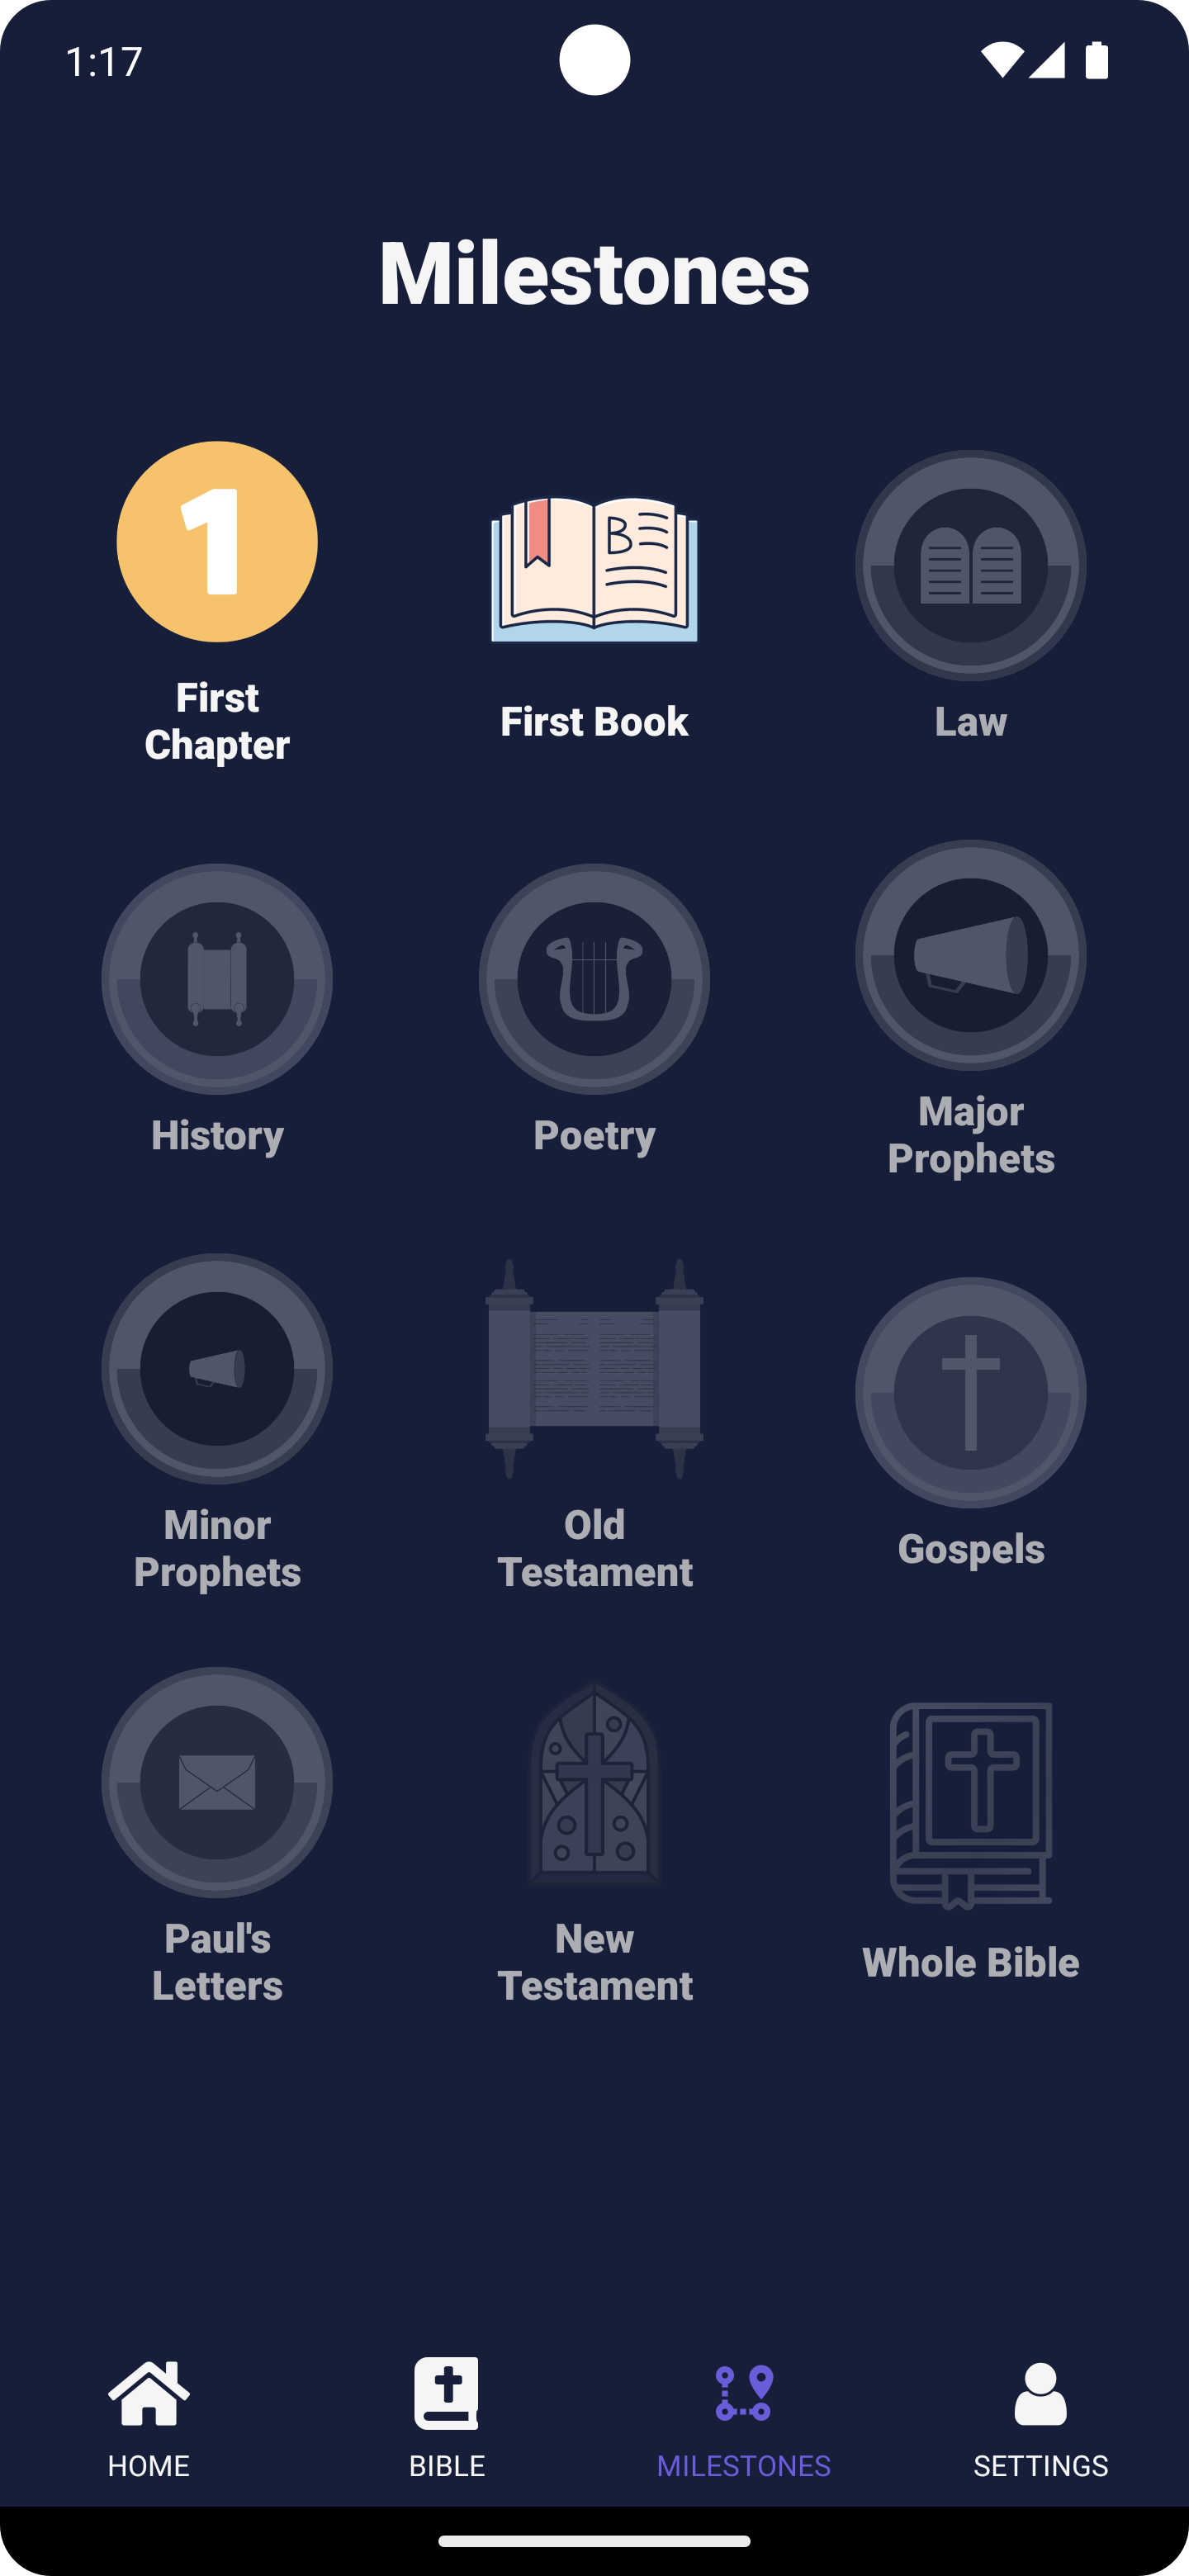 1:17
Milestones
1
B
First
Chapter
First Book
Law
History
Poetry
Major
Prophets
Minor
Prophets
Old
Testament
Gospels
Paul's
Letters
New
Testament
Whole Bible
HOME
BIBLE
MILESTONES
SETTINGS